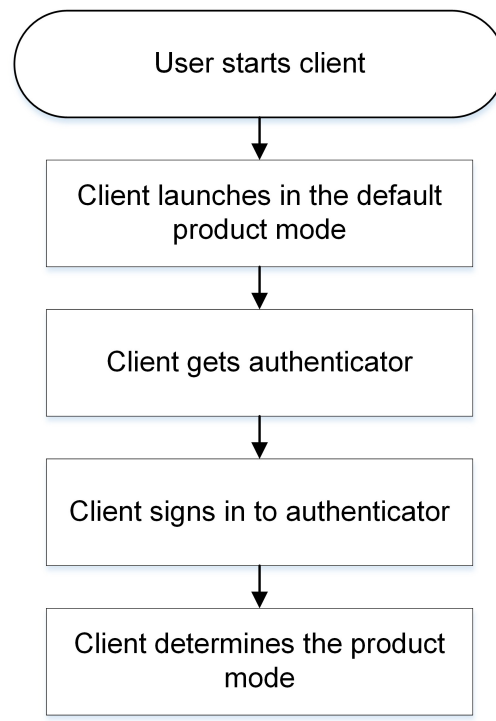 User starts client
Client launches in the default
product mode
Client gets authenticator
Client signs in to authenticator
Client determines the product
mode